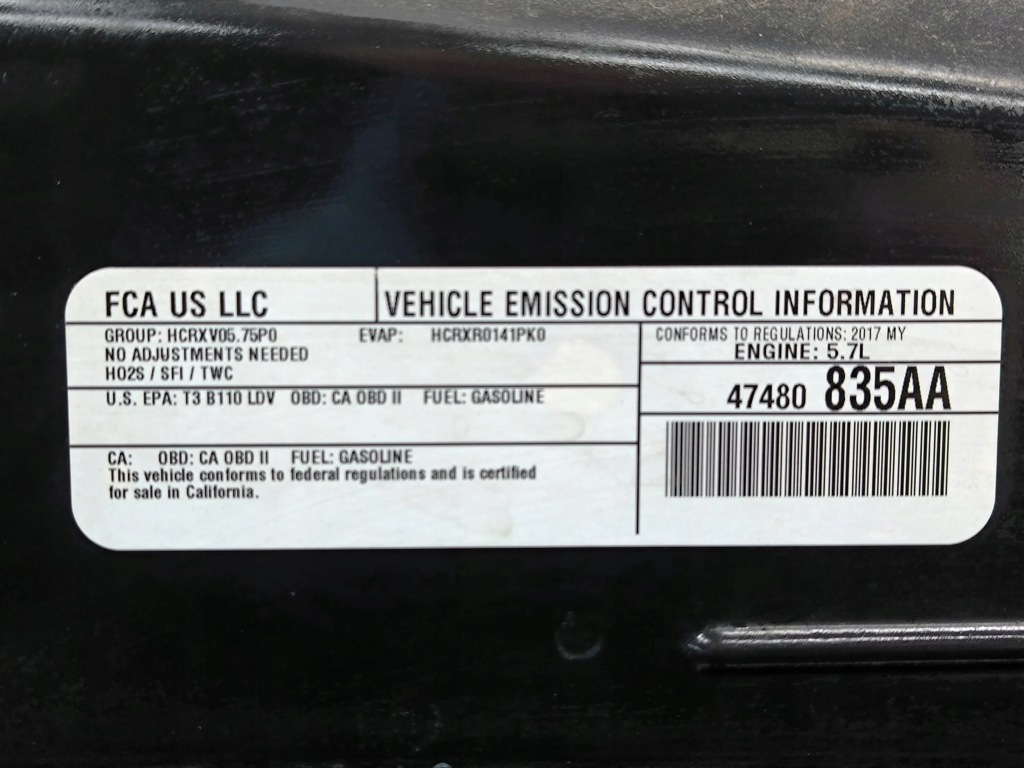 FCA US LLC
VEHICLE EMISSION CONTROL INFORMATION
GROUP: HCRXV05.75P0 EVAP: HCRXR0141PK0
NO ADJUSTMENTS NEEDED
HO2S / SFI / TWC
CONFORMS TO REGULATIONS: 2017 MY
ENGINE: 5.7L
U.S. EPA: T3 B110 LDV OBD: CA OBD II FUEL: GASOLINE
47480 835AA
CA: OBD: CA OBD II FUEL: GASOLINE
This vehicle conforms to federal regulations and is certified
for sale in California.